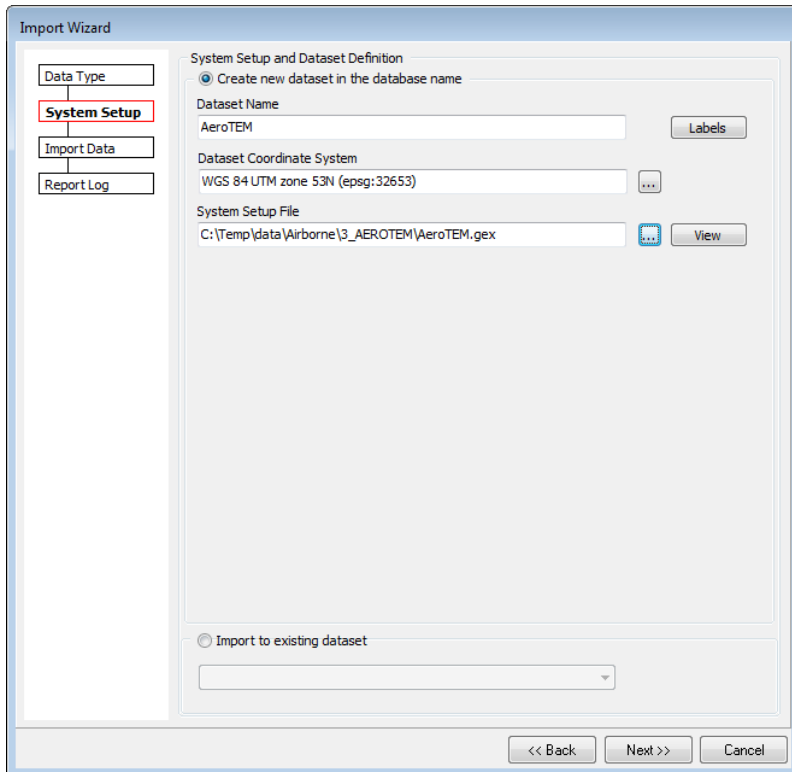 Import Wizard
Data Type
System Setup
Import Data
Report Log
System Setup and Dataset Definition
Create new dataset in the database name
Dataset Name
AeroTEM
Labels
Dataset Coordinate System
WGS 84 UTM zone 53N (epsg:32653)
...
System Setup File
C:\Temp\data\Airborne\3_AEROTEM\AeroTEM.gex
...
View
Import to existing dataset
<< Back
Next >>
Cancel